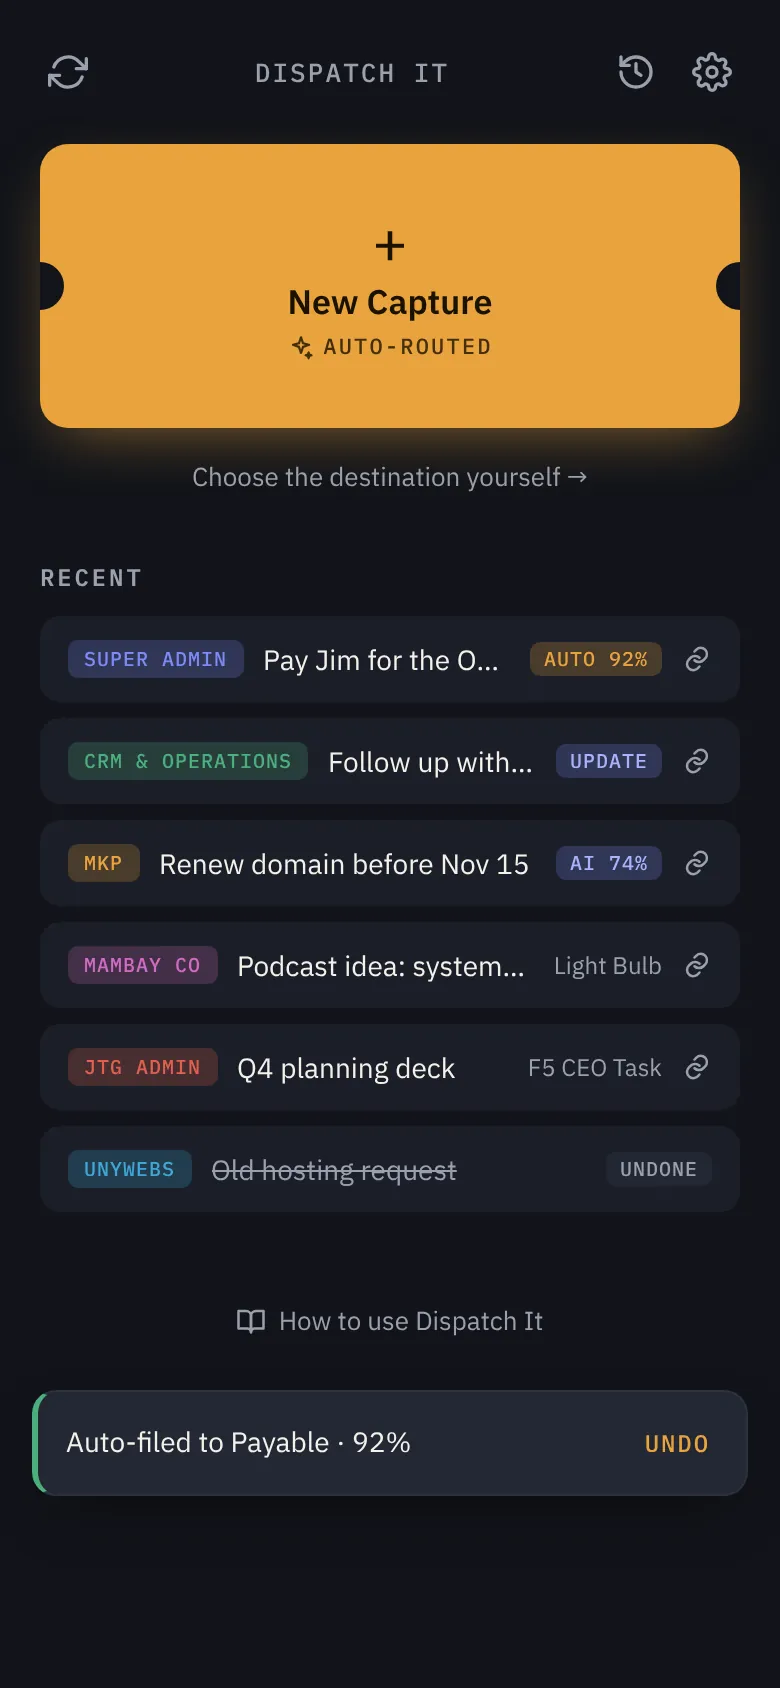 DISPATCH IT
+
New Capture
AUTO-ROUTED
Choose the destination yourself →
RECENT
SUPER ADMIN Pay Jim for the O... AUTO 92%
CRM & OPERATIONS Follow up with... UPDATE
MKP Renew domain before Nov 15 AI 74%
MAMBAY CO Podcast idea: system... Light Bulb
JTG ADMIN Q4 planning deck F5 CEO Task
UNYWEBS Old hosting request UNDONE
How to use Dispatch It
Auto-filed to Payable · 92% UNDO